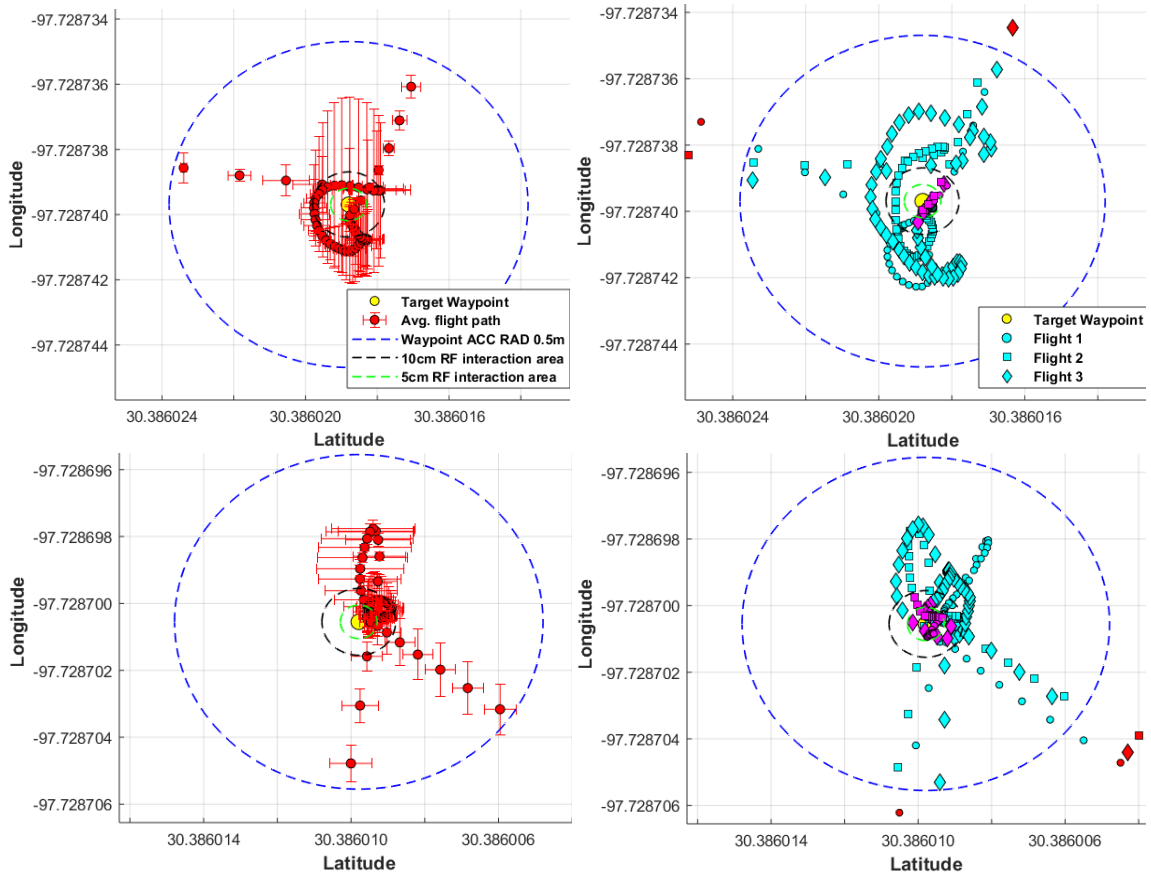 -97.728734
-97.728736
-97.728738
-97.728740
-97.728742
-97.728744
Longitude
30.386024
30.386020
30.386016
Latitude
Target Waypoint
Avg. flight path
Waypoint ACC RAD 0.5m
10cm RF interaction area
5cm RF interaction area
-97.728734
-97.728736
-97.728738
-97.728740
-97.728742
-97.728744
Longitude
30.386024
30.386020
30.386016
Latitude
Target Waypoint
Flight 1
Flight 2
Flight 3
-97.728696
-97.728698
-97.728700
-97.728702
-97.728704
-97.728706
Longitude
30.386014
30.386010
30.386006
Latitude
-97.728696
-97.728698
-97.728700
-97.728702
-97.728704
-97.728706
Longitude
30.386014
30.386010
30.386006
Latitude